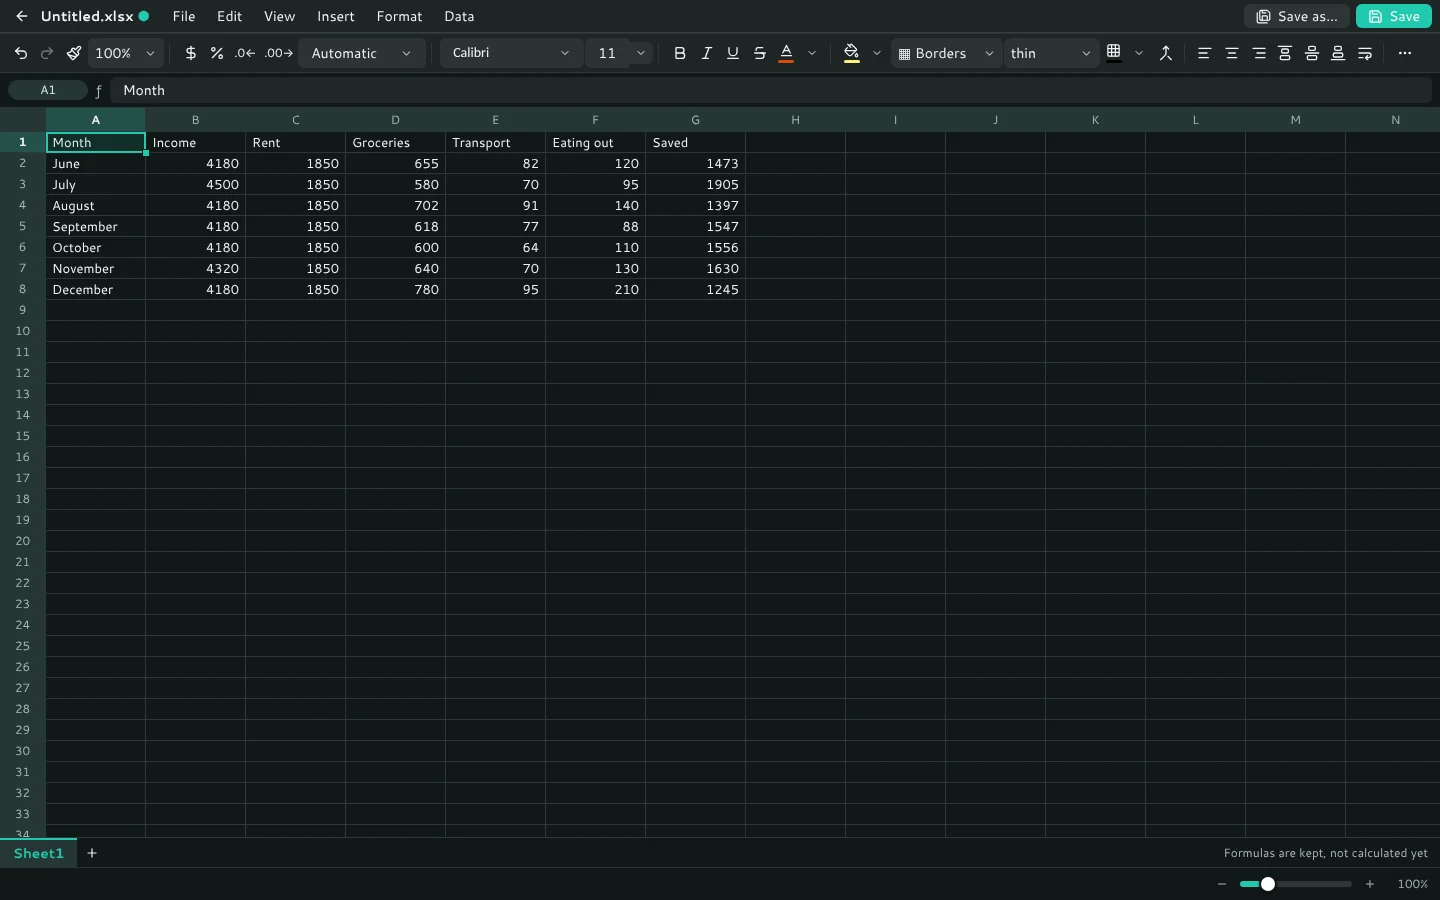 Untitled.xlsx File Edit View Insert Format Data Save as... Save
100% $ % .0← .00→ Automatic Calibri 11 B I U S A Borders thin ...
A1 ƒ Month
A B C D E F G H I J K L M N
1 Month Income Rent Groceries Transport Eating out Saved
2 June 4180 1850 655 82 120 1473
3 July 4500 1850 580 70 95 1905
4 August 4180 1850 702 91 140 1397
5 September 4180 1850 618 77 88 1547
6 October 4180 1850 600 64 110 1556
7 November 4320 1850 640 70 130 1630
8 December 4180 1850 780 95 210 1245
9
10
11
12
13
14
15
16
17
18
19
20
21
22
23
24
25
26
27
28
29
30
31
32
33
34
Sheet1 + Formulas are kept, not calculated yet
− + 100%